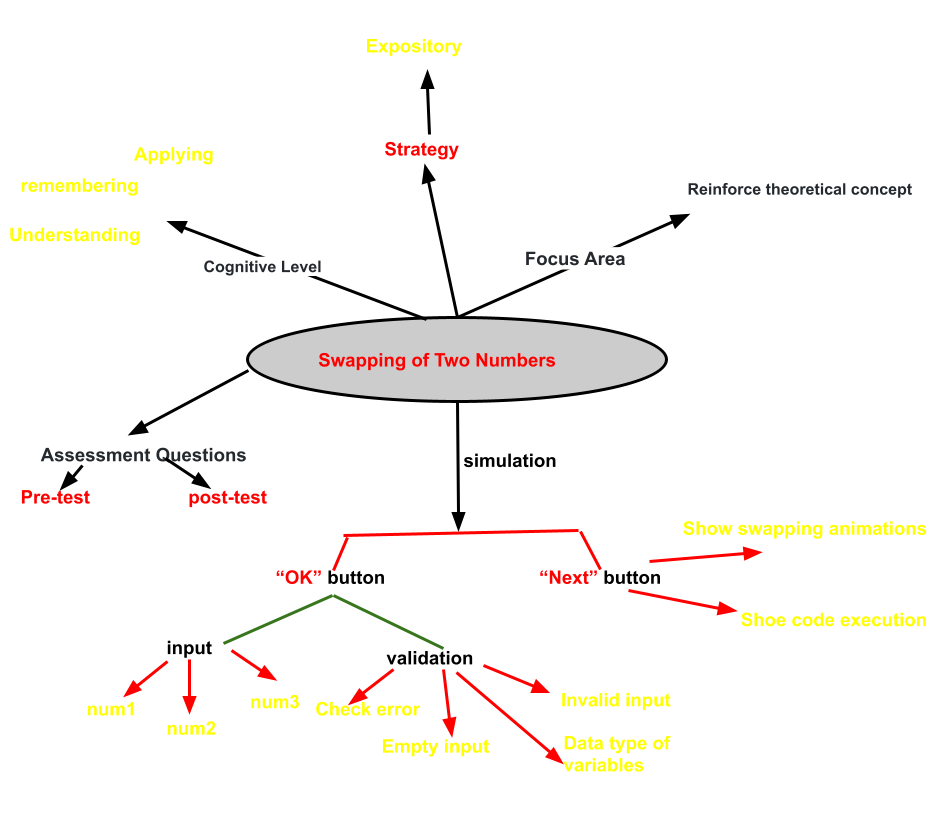 Expository
Strategy
Applying
remembering
Understanding
Cognitive Level
Reinforce theoretical concept
Focus Area
Swapping of Two Numbers
Assessment Questions
Pre-test
post-test
simulation
“OK” button
“Next” button
Show swapping animations
Shoe code execution
input
validation
num1
num2
num3
Check error
Empty input
Invalid input
Data type of
variables